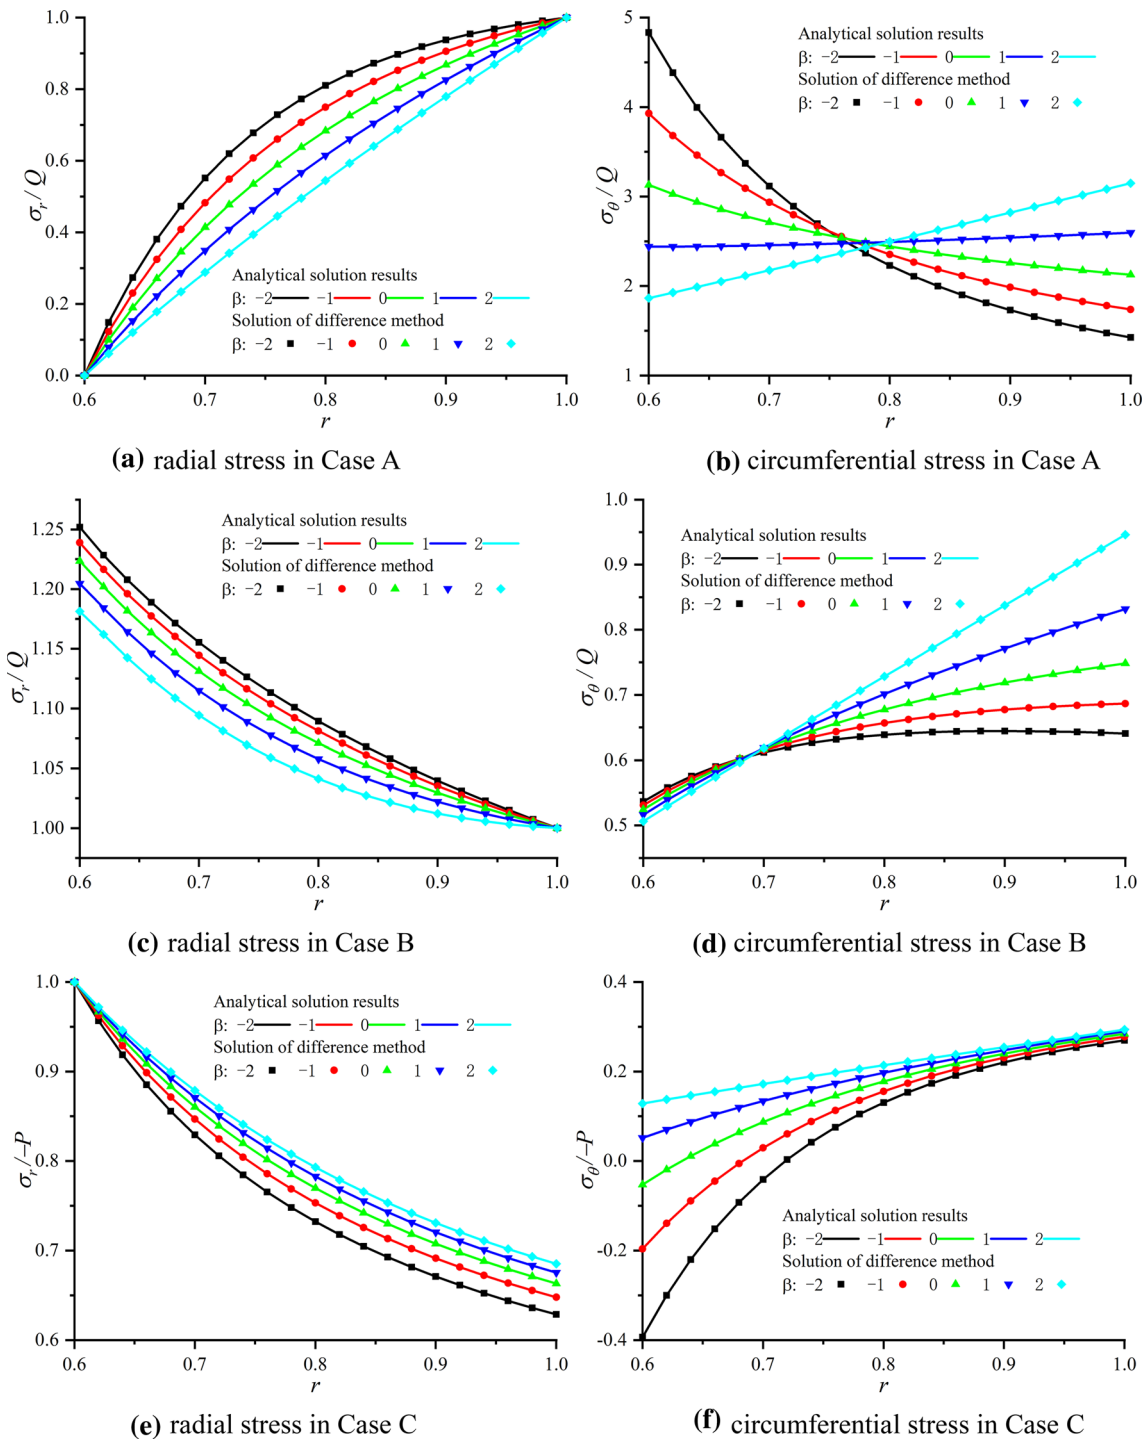 1.0
0.8
0.6
0.4
0.2
0.0
σr / Q
Analytical solution results
β: -2 -1 0 1 2
Solution of difference method
β: -2 -1 0 1 2
0.6 0.7 0.8 0.9 1.0
r
(a) radial stress in Case A
5
4
3
2
1
σθ / Q
Analytical solution results
β: -2 -1 0 1 2
Solution of difference method
β: -2 -1 0 1 2
0.6 0.7 0.8 0.9 1.0
r
(b) circumferential stress in Case A
1.25
1.20
1.15
1.10
1.05
1.00
σr / Q
Analytical solution results
β: -2 -1 0 1 2
Solution of difference method
β: -2 -1 0 1 2
0.6 0.7 0.8 0.9 1.0
r
(c) radial stress in Case B
1.0
0.9
0.8
0.7
0.6
0.5
σθ / Q
Analytical solution results
β: -2 -1 0 1 2
Solution of difference method
β: -2 -1 0 1 2
0.6 0.7 0.8 0.9 1.0
r
(d) circumferential stress in Case B
1.0
0.9
0.8
0.7
0.6
σr /-P
Analytical solution results
β: -2 -1 0 1 2
Solution of difference method
β: -2 -1 0 1 2
0.6 0.7 0.8 0.9 1.0
r
(e) radial stress in Case C
0.4
0.2
0.0
-0.2
-0.4
σθ /-P
Analytical solution results
β: -2 -1 0 1 2
Solution of difference method
β: -2 -1 0 1 2
0.6 0.7 0.8 0.9 1.0
r
(f) circumferential stress in Case C